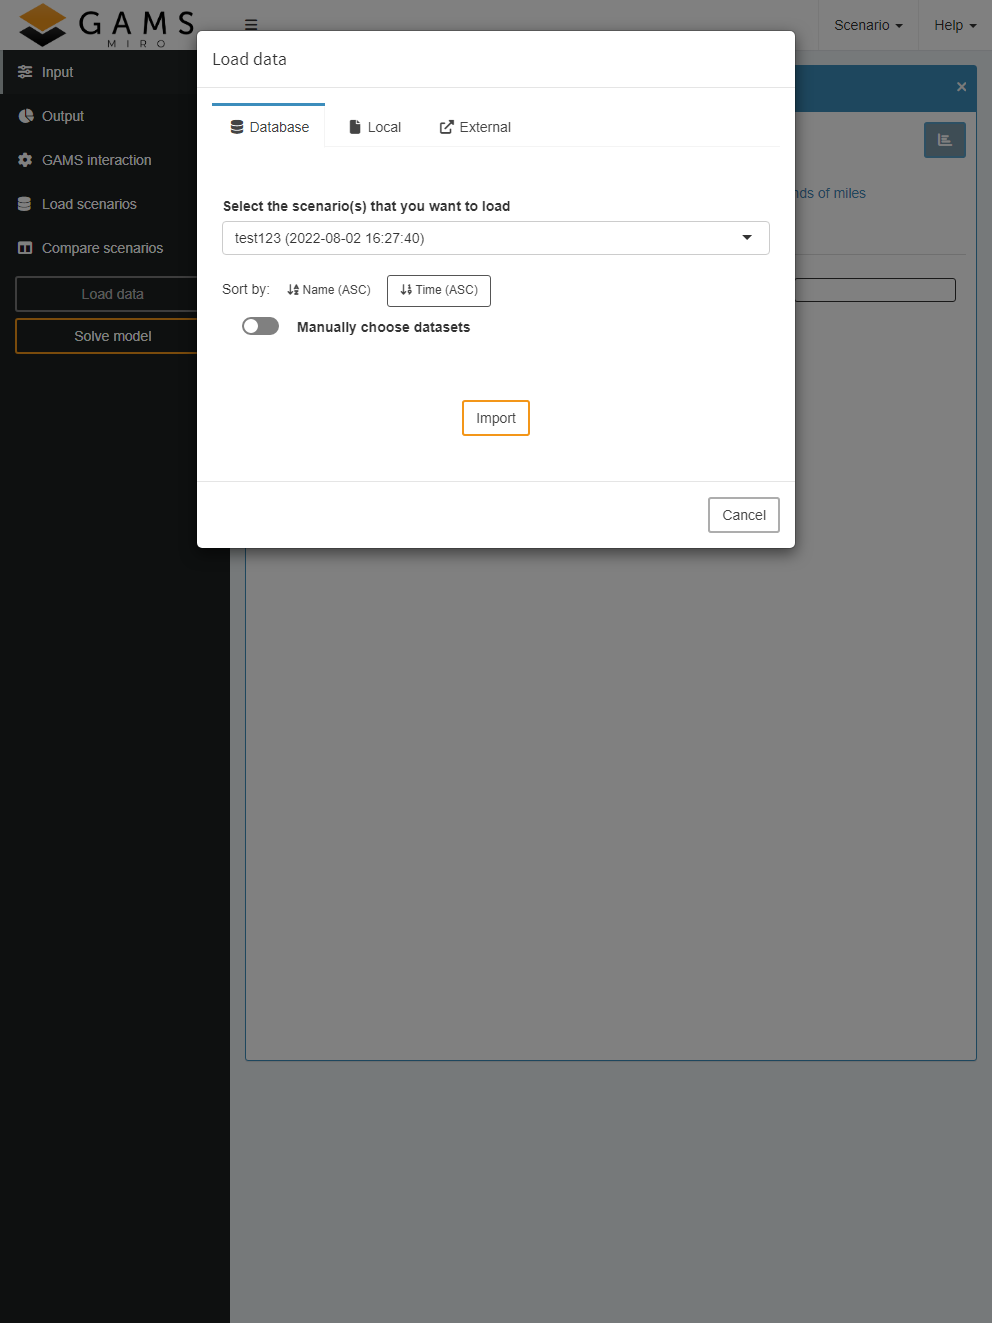 GAMS
MIRO
Scenario
Help
Load data
Input
×
Output
Database
Local
External
GAMS interaction
nds of miles
Load scenarios
Select the scenario(s) that you want to load
test123 (2022-08-02 16:27:40)
Compare scenarios
Sort by:
Name (ASC)
Time (ASC)
Load data
Manually choose datasets
Solve model
Import
Cancel